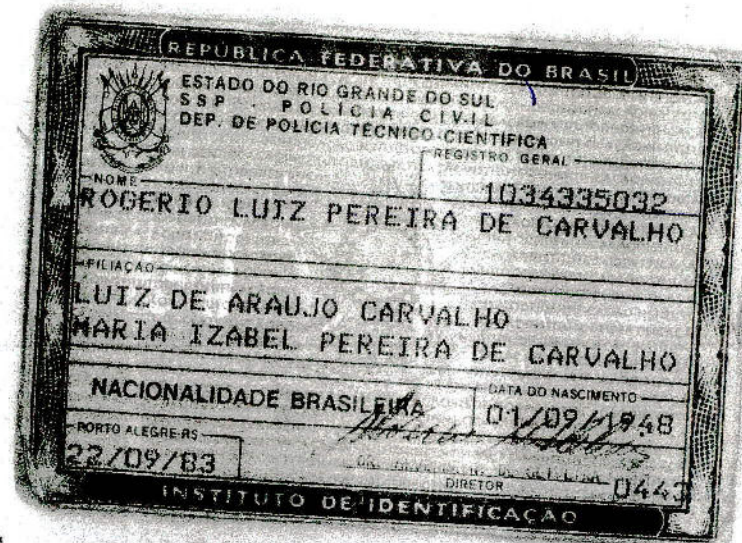 REPÚBLICA FEDERATIVA DO BRASIL
ESTADO DO RIO GRANDE DO SUL
SSP - POLÍCIA CIVIL
DEP. DE POLÍCIA TÉCNICO-CIENTÍFICA
REGISTRO GERAL
1034335032
NOME
ROGERIO LUIZ PEREIRA DE CARVALHO
FILIAÇÃO
LUIZ DE ARAUJO CARVALHO
MARIA IZABEL PEREIRA DE CARVALHO
NACIONALIDADE BRASILEIRA
DATA DO NASCIMENTO
01/09/1948
PORTO ALEGRE-RS
22/09/83
DIRETOR
0443
INSTITUTO DE IDENTIFICAÇÃO